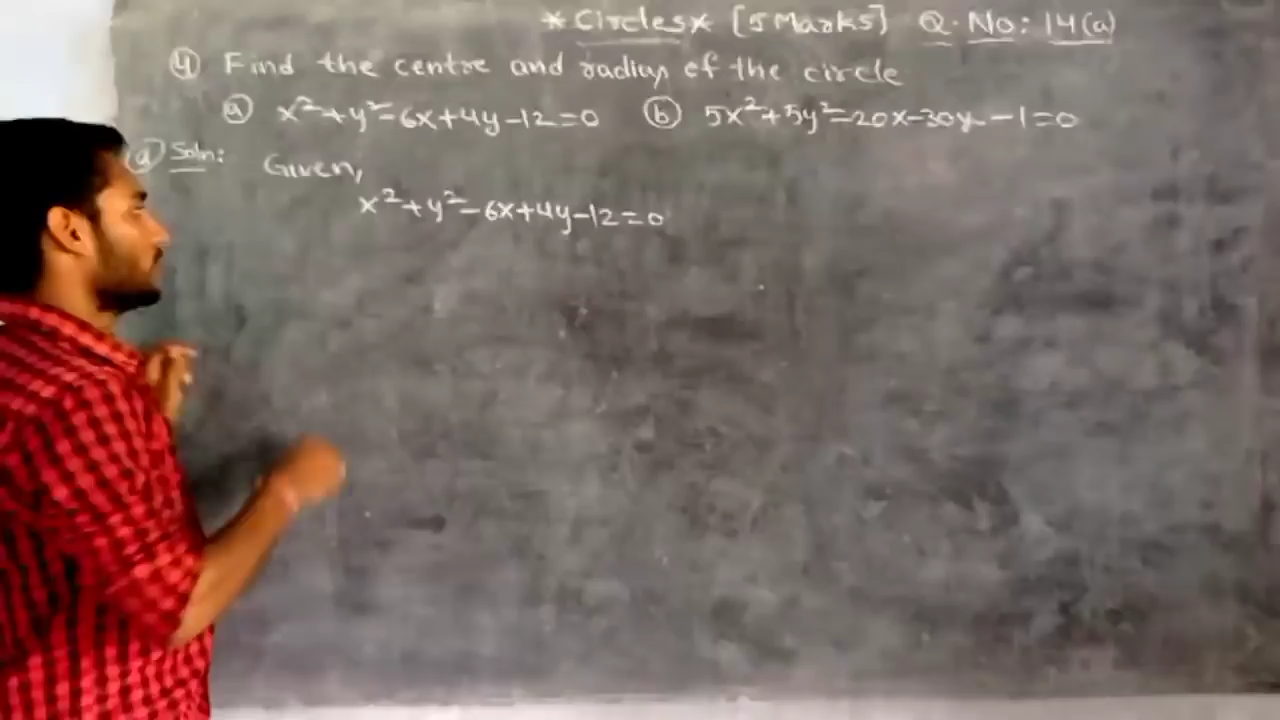 *Circles* [5 Marks] Q. No: 14(a)
4) Find the centre and radius of the circle
a) x²+y²-6x+4y-12=0 b) 5x²+5y²-20x-30y-1=0
a) Soln: Given,
x²+y²-6x+4y-12=0